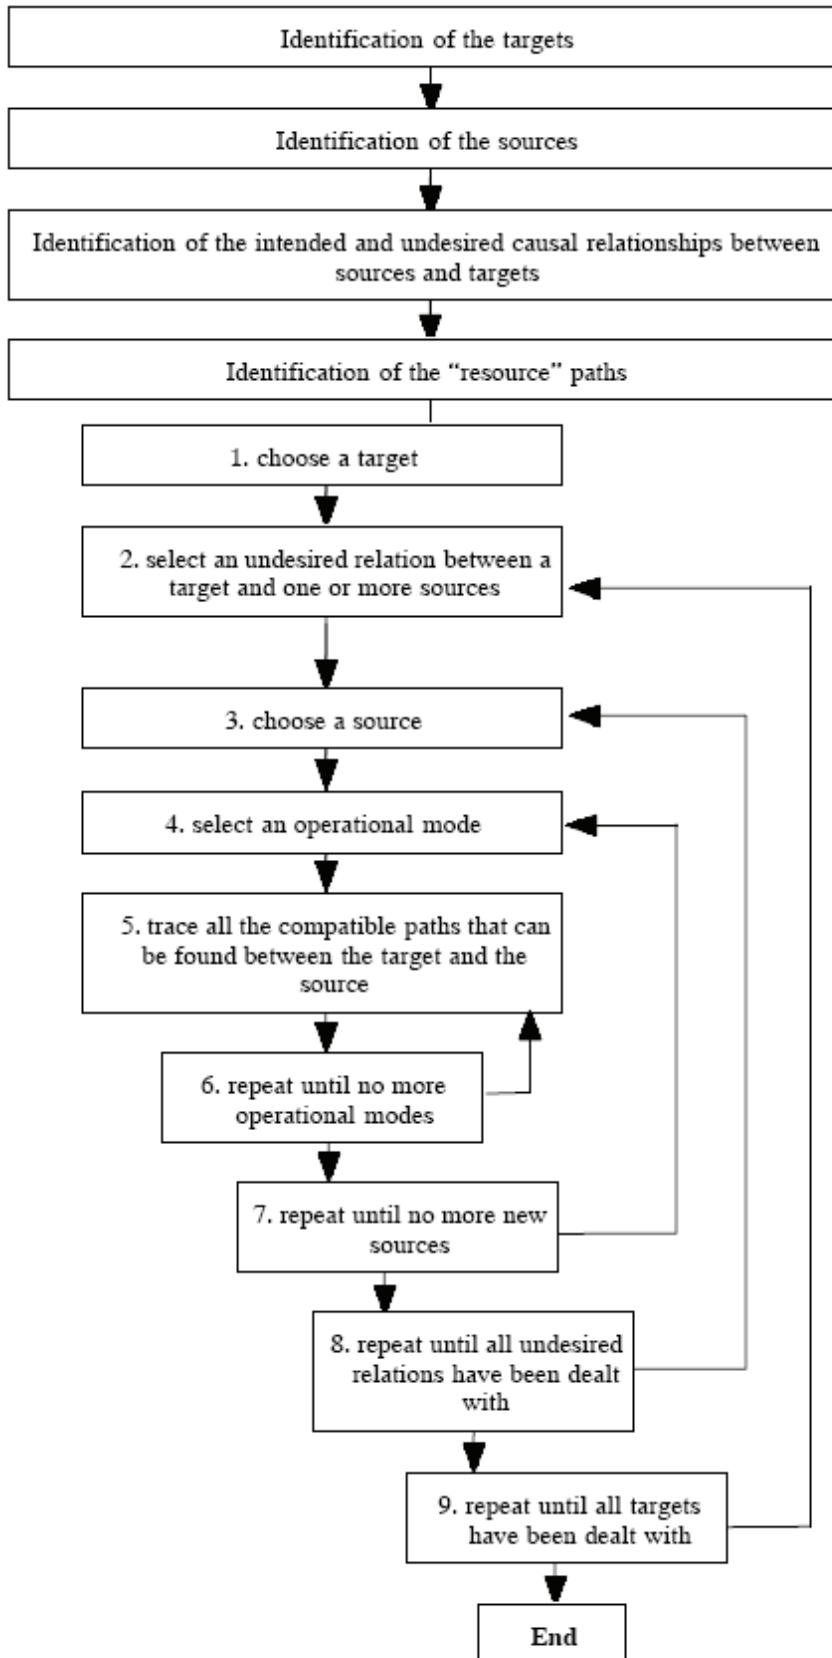 Identification of the targets
Identification of the sources
Identification of the intended and undesired causal relationships between
sources and targets
Identification of the “resource” paths
1. choose a target
2. select an undesired relation between a
target and one or more sources
3. choose a source
4. select an operational mode
5. trace all the compatible paths that can
be found between the target and the
source
6. repeat until no more
operational modes
7. repeat until no more new
sources
8. repeat until all undesired
relations have been dealt
with
9. repeat until all targets
have been dealt with
End